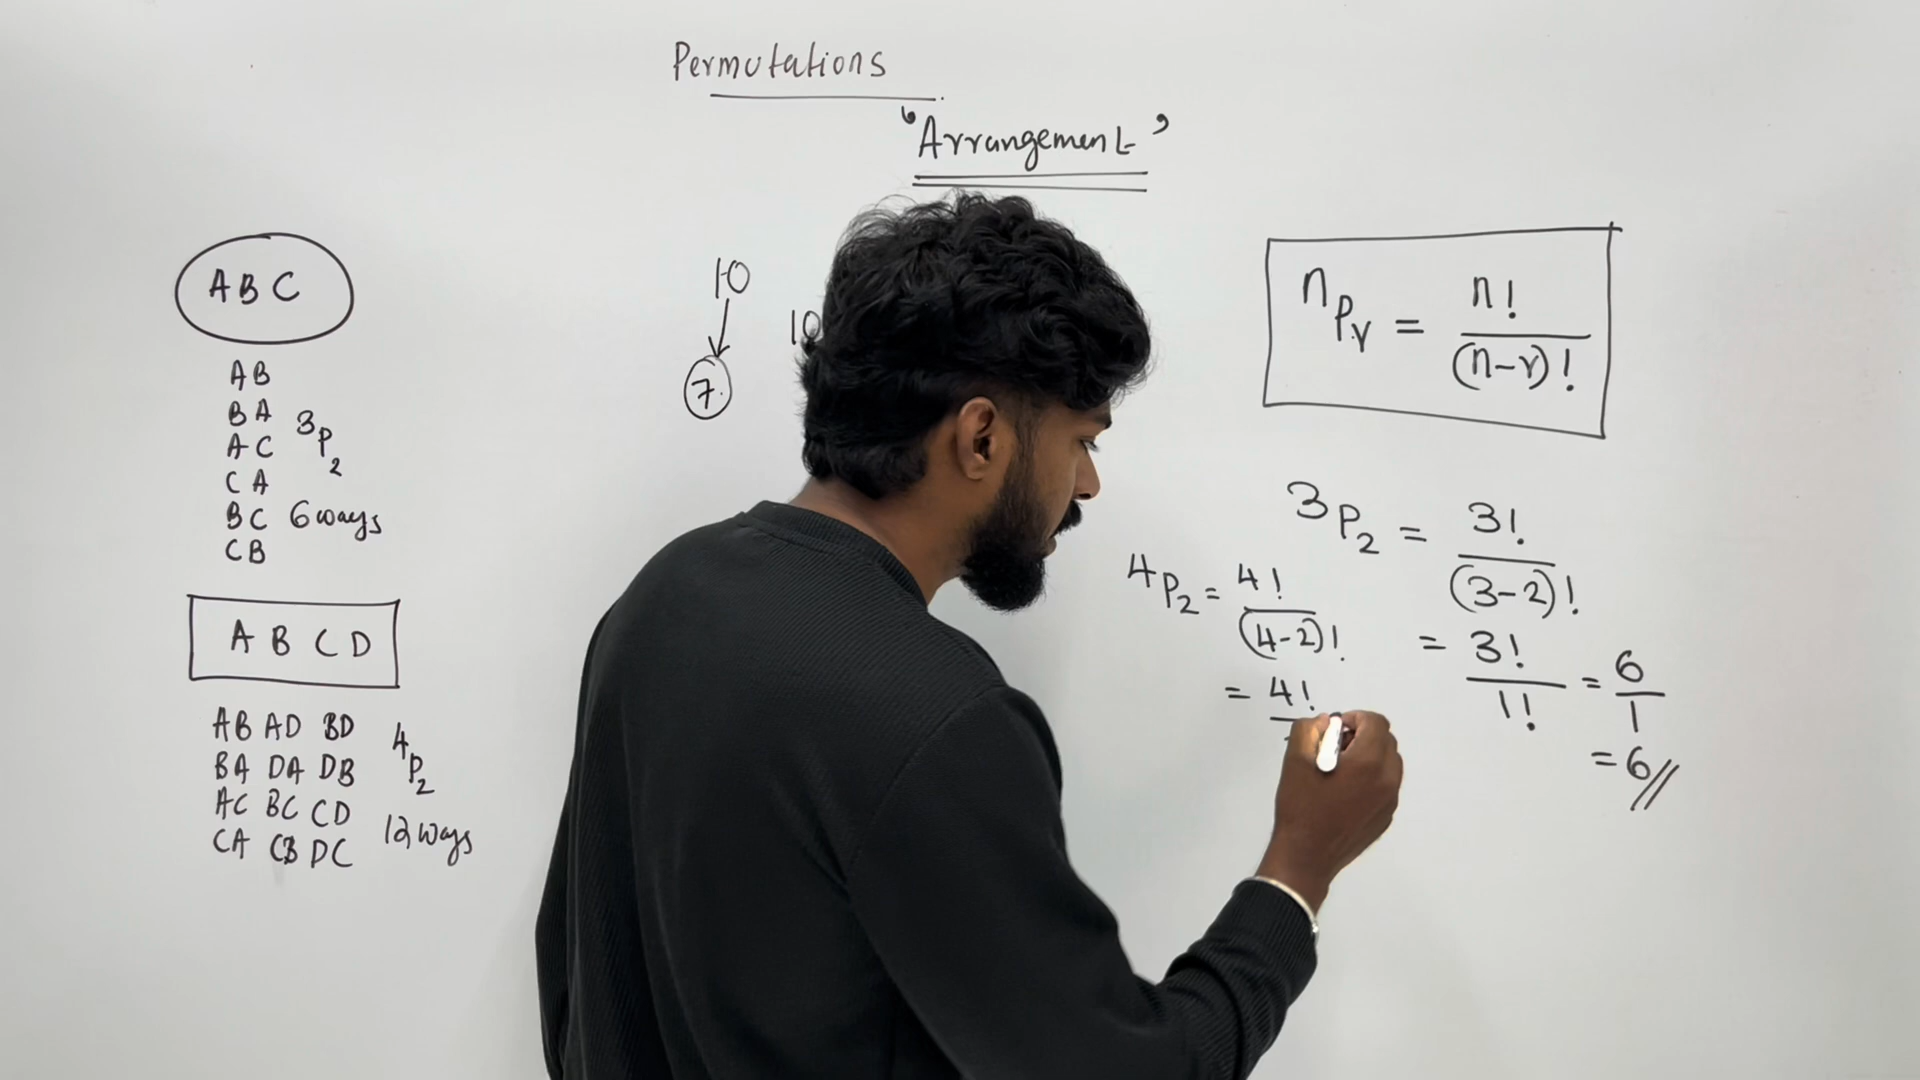 Permutations
'Arrangement'
ABC
AB
BA
AC
3P2
CA
BC 6 ways
CB
A B C D
AB AD BD
BA DA DB
4P2
AC BC CD
CA CB DC
12 ways
10
7
10
nPr = n! / (n-r)!
3P2 = 3! / (3-2)!
= 3! / 1! = 6 / 1
= 6//
4P2 = 4! / (4-2)!
= 4!